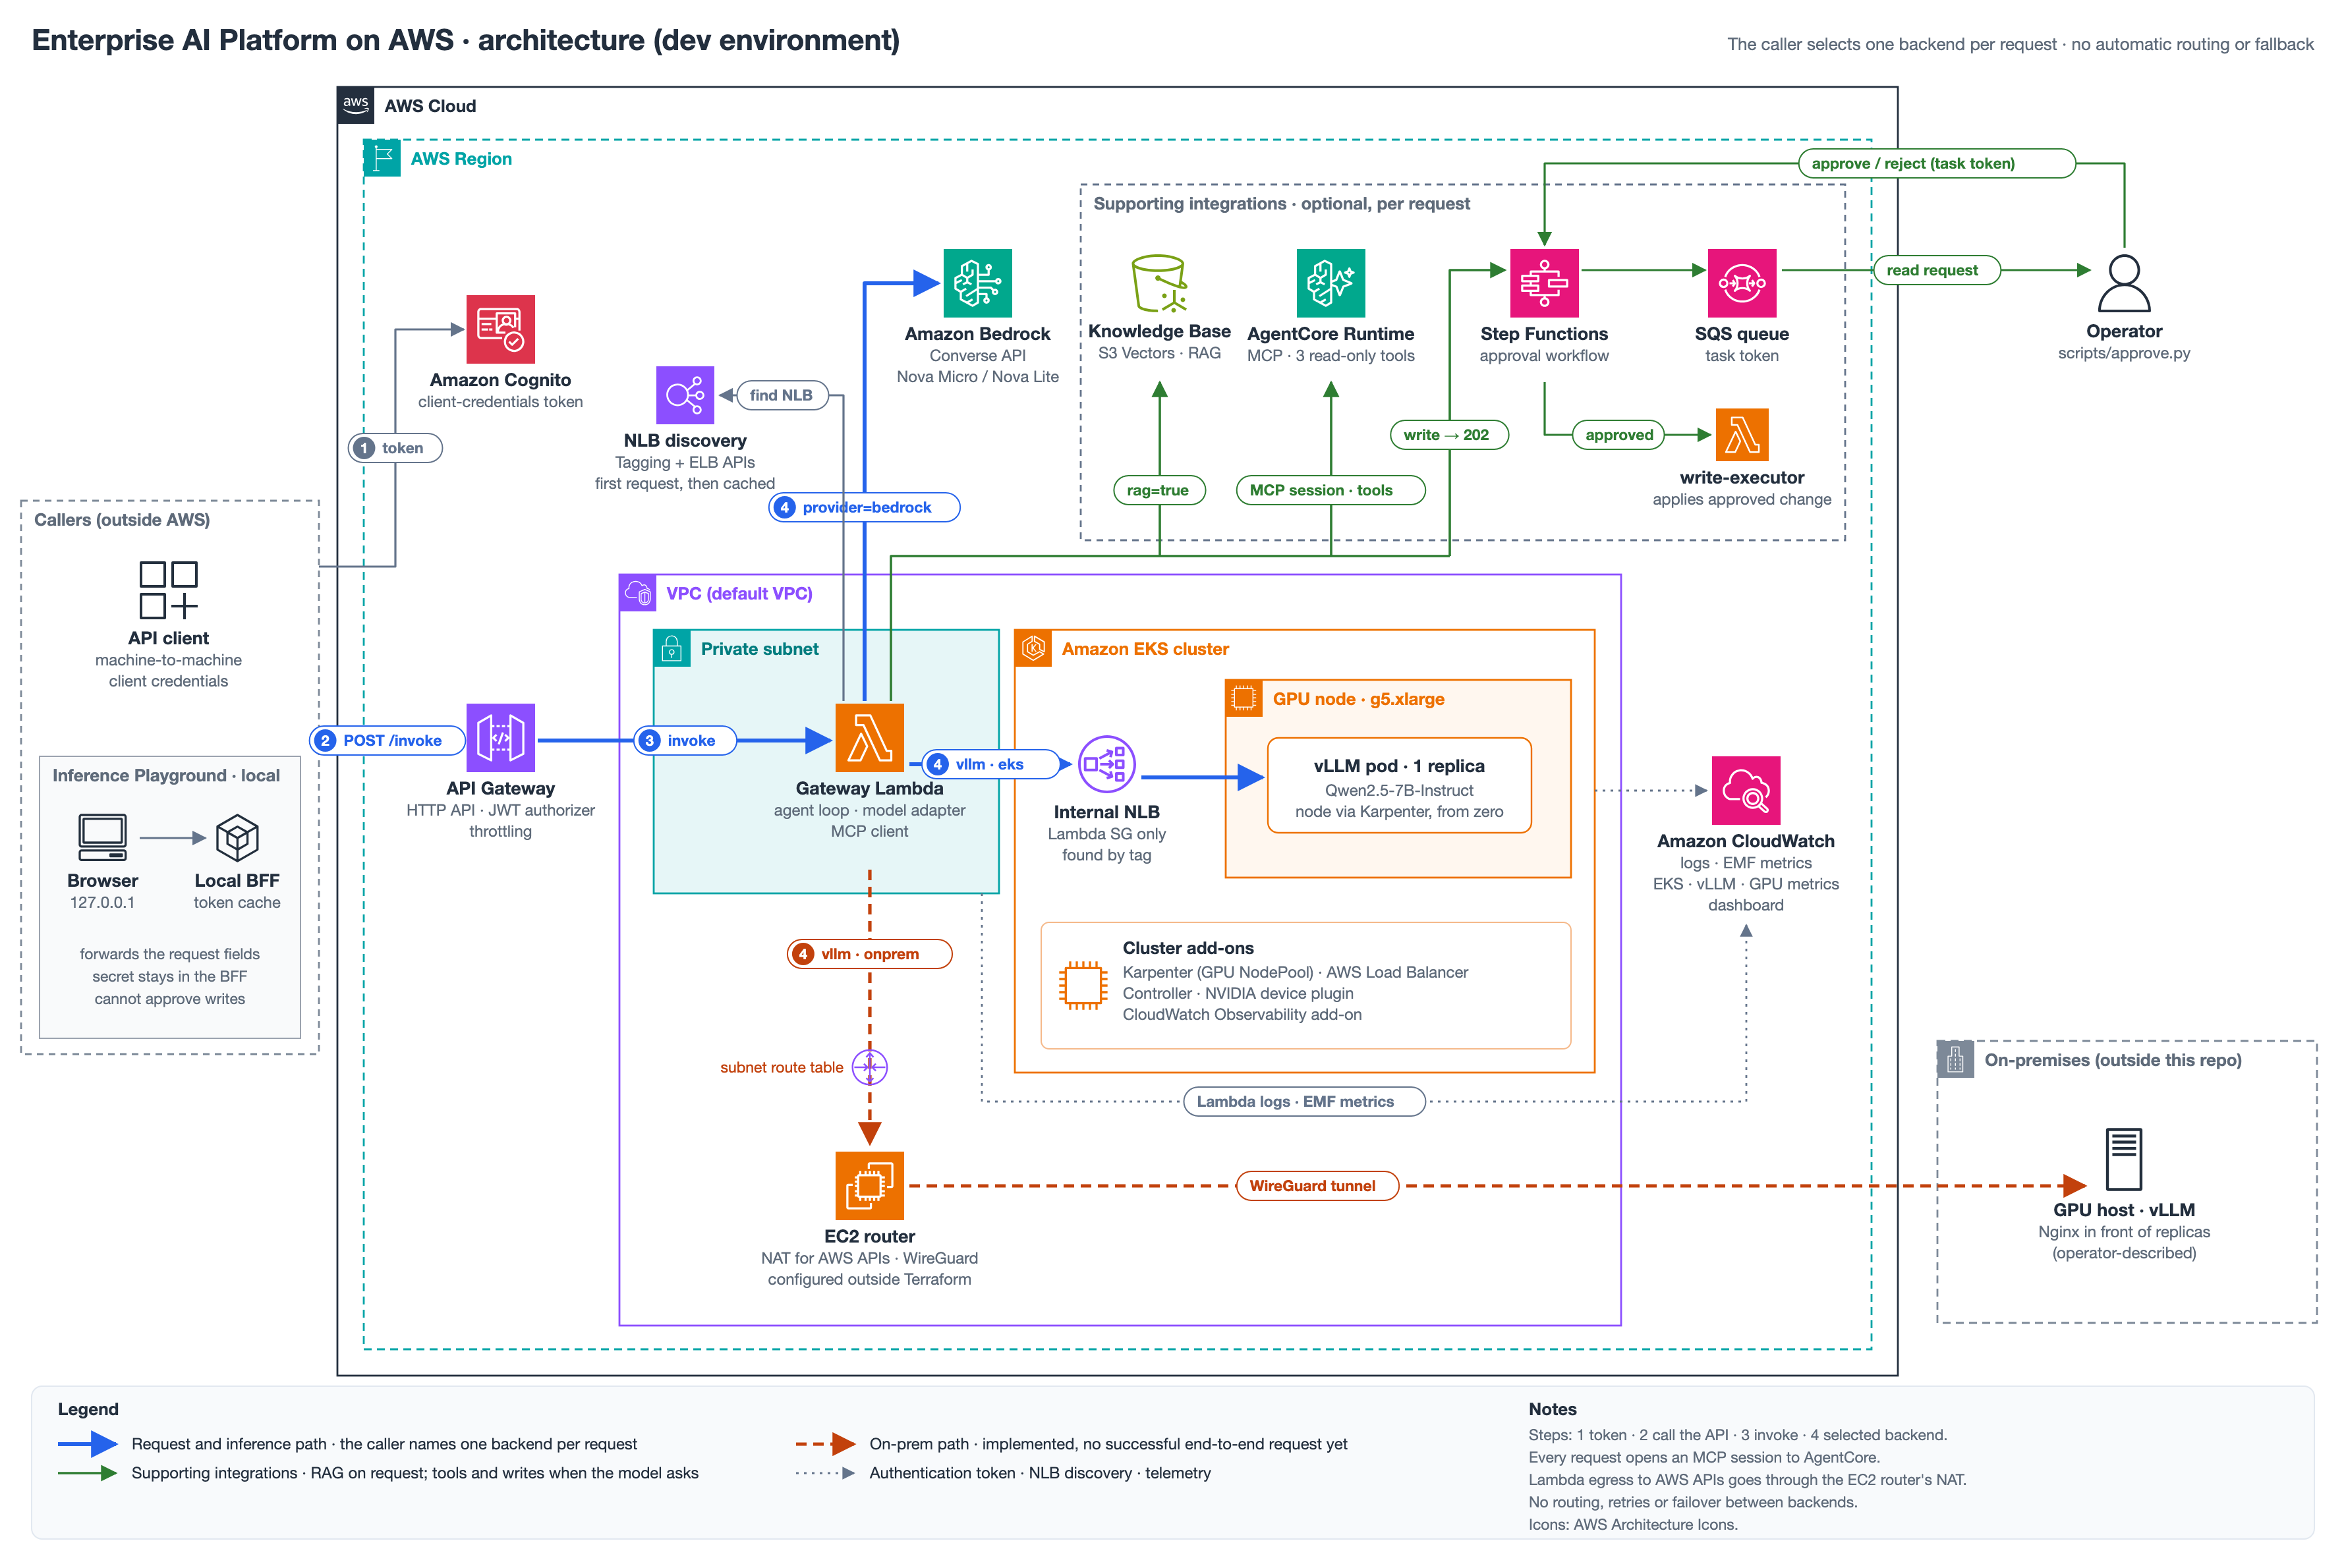 Enterprise AI Platform on AWS · architecture (dev environment)
The caller selects one backend per request · no automatic routing or fallback
aws
AWS Cloud
AWS Region
approve / reject (task token)
Supporting integrations · optional, per request
read request
Operator
scripts/approve.py
Amazon Cognito
client-credentials token
1 token
NLB discovery
Tagging + ELB APIs
first request, then cached
find NLB
Amazon Bedrock
Converse API
Nova Micro / Nova Lite
4 provider=bedrock
Knowledge Base
S3 Vectors · RAG
rag=true
AgentCore Runtime
MCP · 3 read-only tools
MCP session · tools
write → 202
Step Functions
approval workflow
SQS queue
task token
approved
write-executor
applies approved change
Callers (outside AWS)
API client
machine-to-machine
client credentials
Inference Playground · local
Browser
127.0.0.1
Local BFF
token cache
forwards the request fields
secret stays in the BFF
cannot approve writes
2 POST /invoke
API Gateway
HTTP API · JWT authorizer
throttling
3 invoke
VPC (default VPC)
Private subnet
Gateway Lambda
agent loop · model adapter
MCP client
4 vllm · eks
Amazon EKS cluster
Internal NLB
Lambda SG only
found by tag
GPU node · g5.xlarge
vLLM pod · 1 replica
Qwen2.5-7B-Instruct
node via Karpenter, from zero
Cluster add-ons
Karpenter (GPU NodePool) · AWS Load Balancer
Controller · NVIDIA device plugin
CloudWatch Observability add-on
Amazon CloudWatch
logs · EMF metrics
EKS · vLLM · GPU metrics
dashboard
4 vllm · onprem
subnet route table
Lambda logs · EMF metrics
EC2 router
NAT for AWS APIs · WireGuard
configured outside Terraform
WireGuard tunnel
On-premises (outside this repo)
GPU host · vLLM
Nginx in front of replicas
(operator-described)
Legend
Request and inference path · the caller names one backend per request
Supporting integrations · RAG on request; tools and writes when the model asks
On-prem path · implemented, no successful end-to-end request yet
Authentication token · NLB discovery · telemetry
Notes
Steps: 1 token · 2 call the API · 3 invoke · 4 selected backend.
Every request opens an MCP session to AgentCore.
Lambda egress to AWS APIs goes through the EC2 router's NAT.
No routing, retries or failover between backends.
Icons: AWS Architecture Icons.